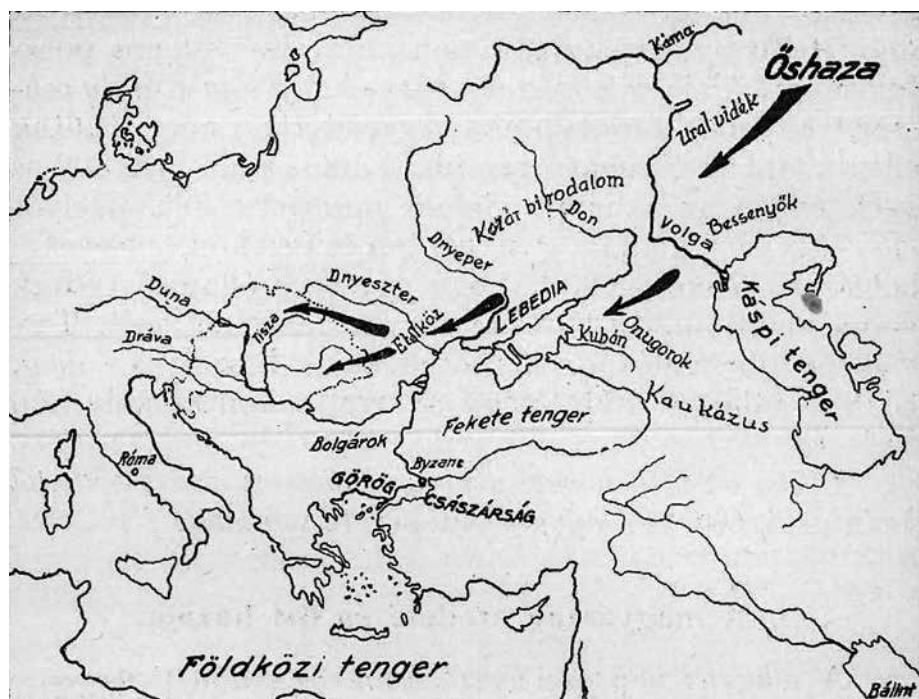 Káma
Őshaza
Ural vidék
Kazár birodalom
Don
Bessenyők
Volga
Dnyeper
Dnyeszter
Duna
Tisza
Etelköz
LEBEDIA
Kubán
Onugorok
Káspi tenger
Dráva
Kaukázus
Fekete tenger
Bolgárok
Róma
Byzanc
GÖRÖG
CSÁSZÁRSÁG
Földközi tenger